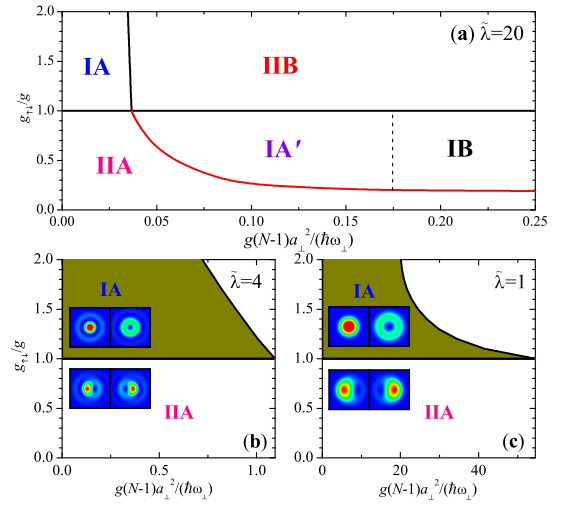 2.0
(a) λ̃=20
IA
IIB
1.5
g↑↓/g
1.0
IA′
IB
0.5
IIA
0.0
0.00 0.05 0.10 0.15 0.20 0.25
g(N-1)a⊥²/(ħω⊥)
2.0 λ̃=4
IA
1.5
g↑↓/g
1.0
0.5
IIA
0.0
(b)
0.0 0.5 1.0
g(N-1)a⊥²/(ħω⊥)
2.0 λ̃=1
IA
1.5
g↑↓/g
1.0
0.5
IIA
0.0
(c)
0 20 40
g(N-1)a⊥²/(ħω⊥)